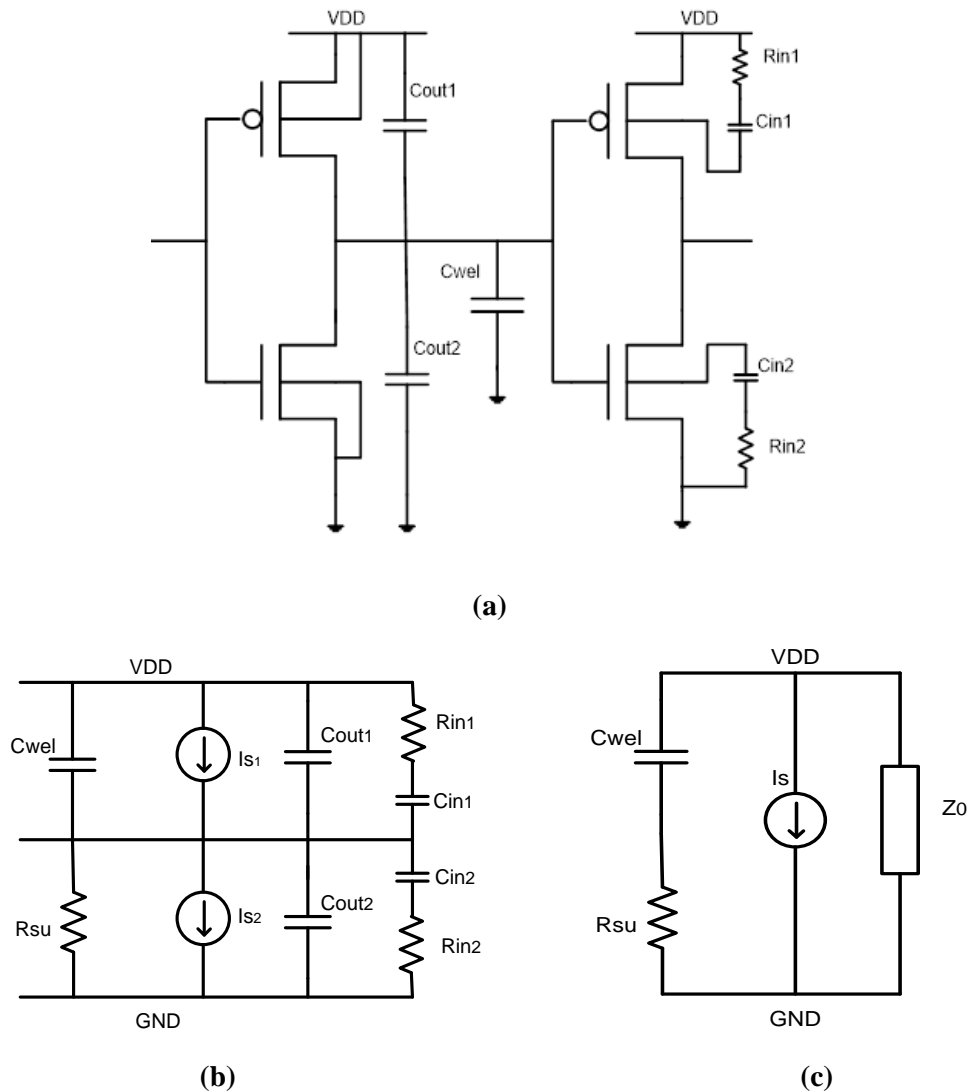 VDD
VDD
Rin1
Cout1
Cin1
Cwel
Cout2
Cin2
Rin2
(a)
VDD
VDD
Cwel
Is1
Cout1
Rin1
Cin1
Cwel
Is
Z0
Cin2
Rsu
Is2
Cout2
Rin2
Rsu
GND
GND
(b)
(c)